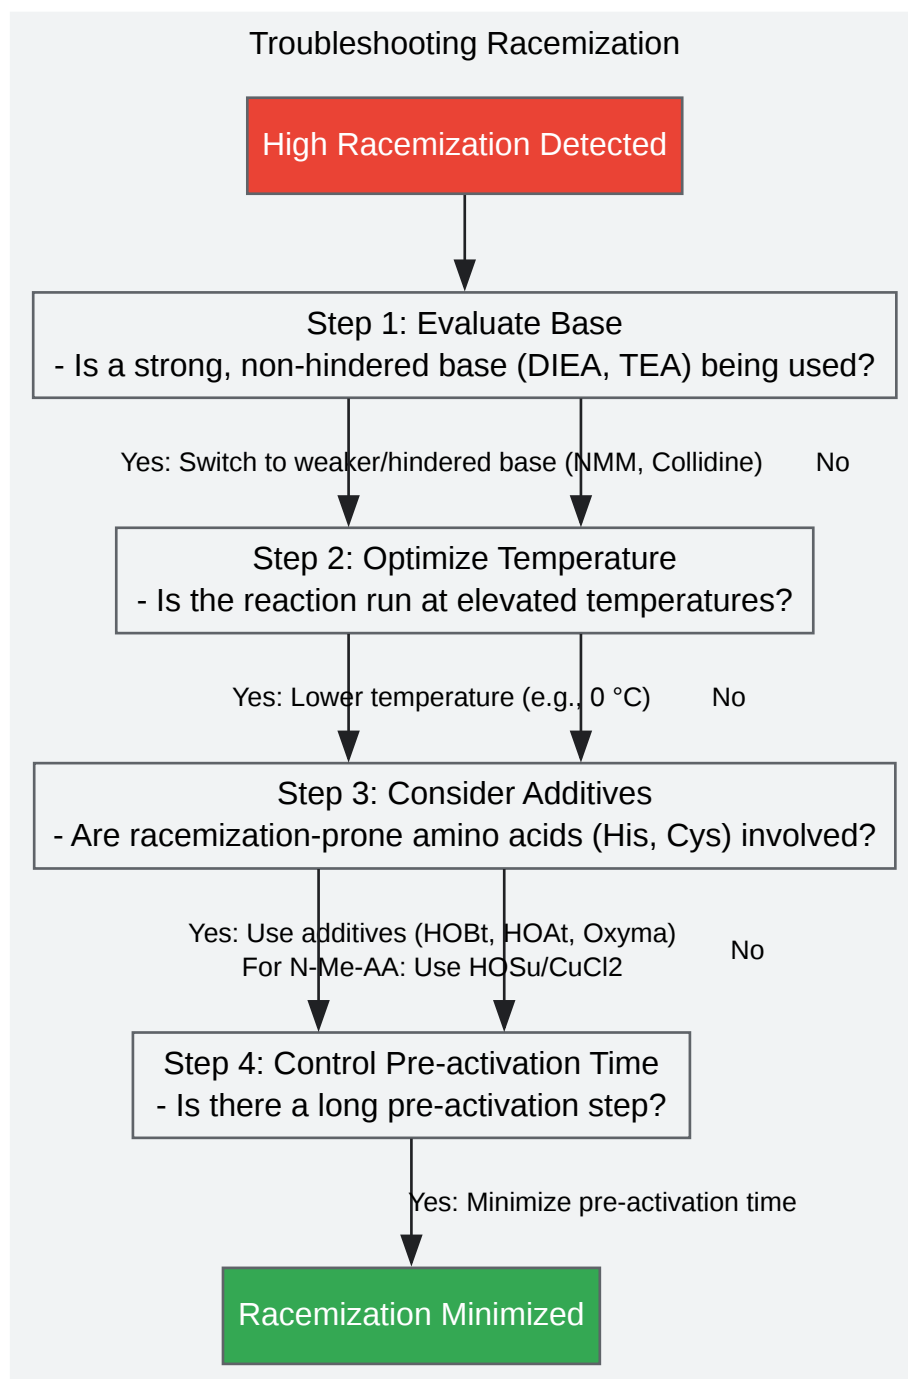 Troubleshooting Racemization
High Racemization Detected
Step 1: Evaluate Base
- Is a strong, non-hindered base (DIEA, TEA) being used?
Yes: Switch to weaker/hindered base (NMM, Collidine)
No
Step 2: Optimize Temperature
- Is the reaction run at elevated temperatures?
Yes: Lower temperature (e.g., 0 °C)
No
Step 3: Consider Additives
- Are racemization-prone amino acids (His, Cys) involved?
Yes: Use additives (HOBt, HOAt, Oxyma)
For N-Me-AA: Use HOSu/CuCl2
No
Step 4: Control Pre-activation Time
- Is there a long pre-activation step?
Yes: Minimize pre-activation time
Racemization Minimized